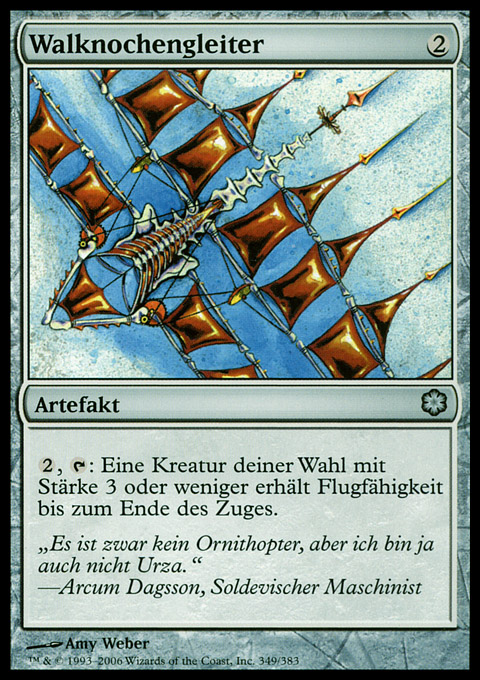 Walknochengleiter 2
Artefakt
2, : Eine Kreatur deiner Wahl mit
Stärke 3 oder weniger erhält Flugfähigkeit
bis zum Ende des Zuges.
„Es ist zwar kein Ornithopter, aber ich bin ja
auch nicht Urza.“
—Arcum Dagsson, Soldevischer Maschinist
Amy Weber
™ & © 1993–2006 Wizards of the Coast, Inc. 349/383